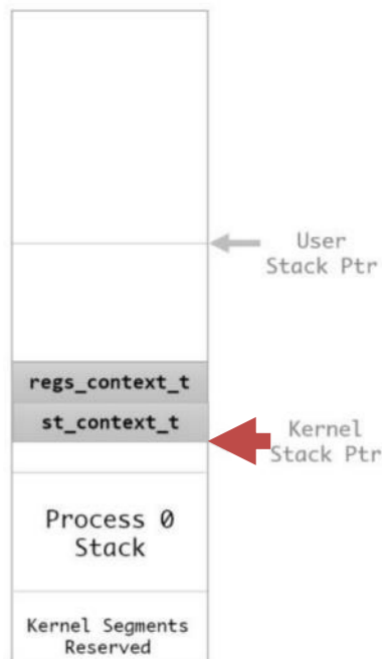 User
Stack Ptr
regs_context_t
st_context_t
Kernel
Stack Ptr
Process 0
Stack
Kernel Segments
Reserved